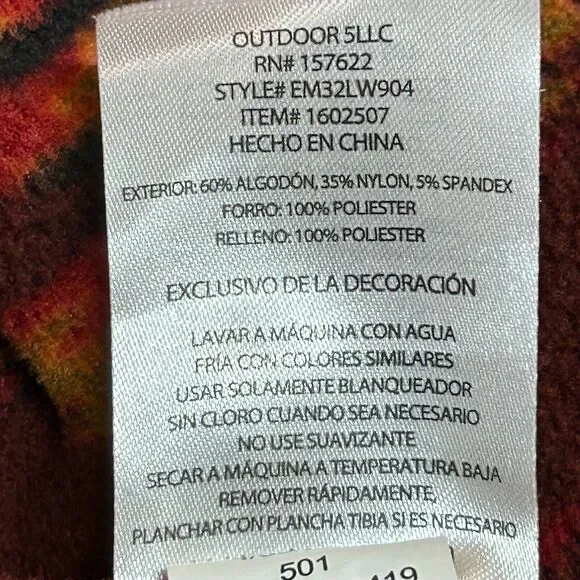 OUTDOOR 5LLC
RN# 157622
STYLE# EM32LW904
ITEM# 1602507
HECHO EN CHINA
EXTERIOR: 60% ALGODÓN, 35% NYLON, 5% SPANDEX
FORRO: 100% POLIESTER
RELLENO: 100% POLIESTER
EXCLUSIVO DE LA DECORACIÓN
LAVAR A MÁQUINA CON AGUA
FRÍA CON COLORES SIMILARES
USAR SOLAMENTE BLANQUEADOR
SIN CLORO CUANDO SEA NECESARIO
NO USE SUAVIZANTE
SECAR A MÁQUINA A TEMPERATURA BAJA
REMOVER RÁPIDAMENTE,
PLANCHAR CON PLANCHA TIBIA SI ES NECESARIO
501